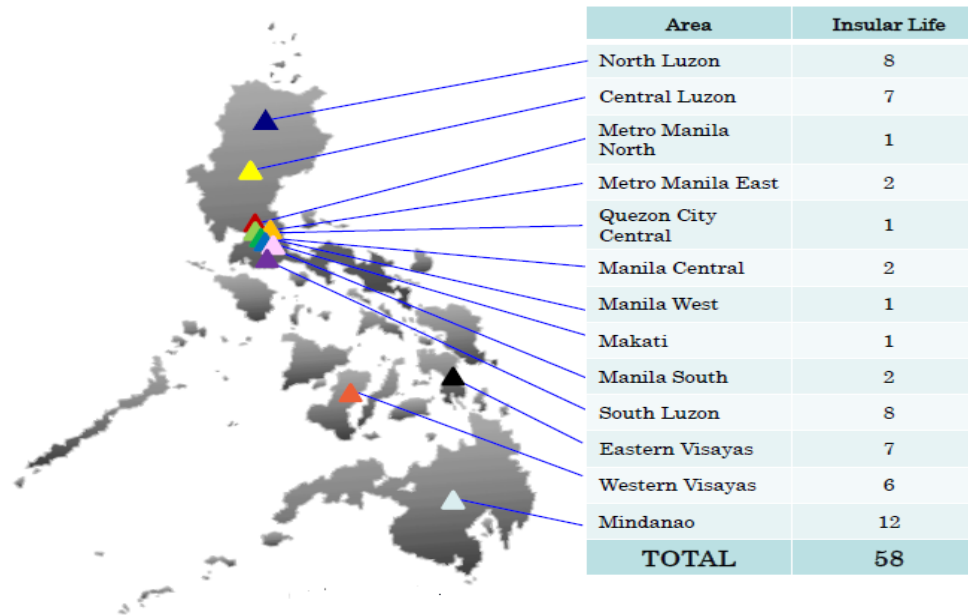 Area Insular Life
North Luzon 8
Central Luzon 7
Metro Manila
North 1
Metro Manila East 2
Quezon City
Central 1
Manila Central 2
Manila West 1
Makati 1
Manila South 2
South Luzon 8
Eastern Visayas 7
Western Visayas 6
Mindanao 12
TOTAL 58